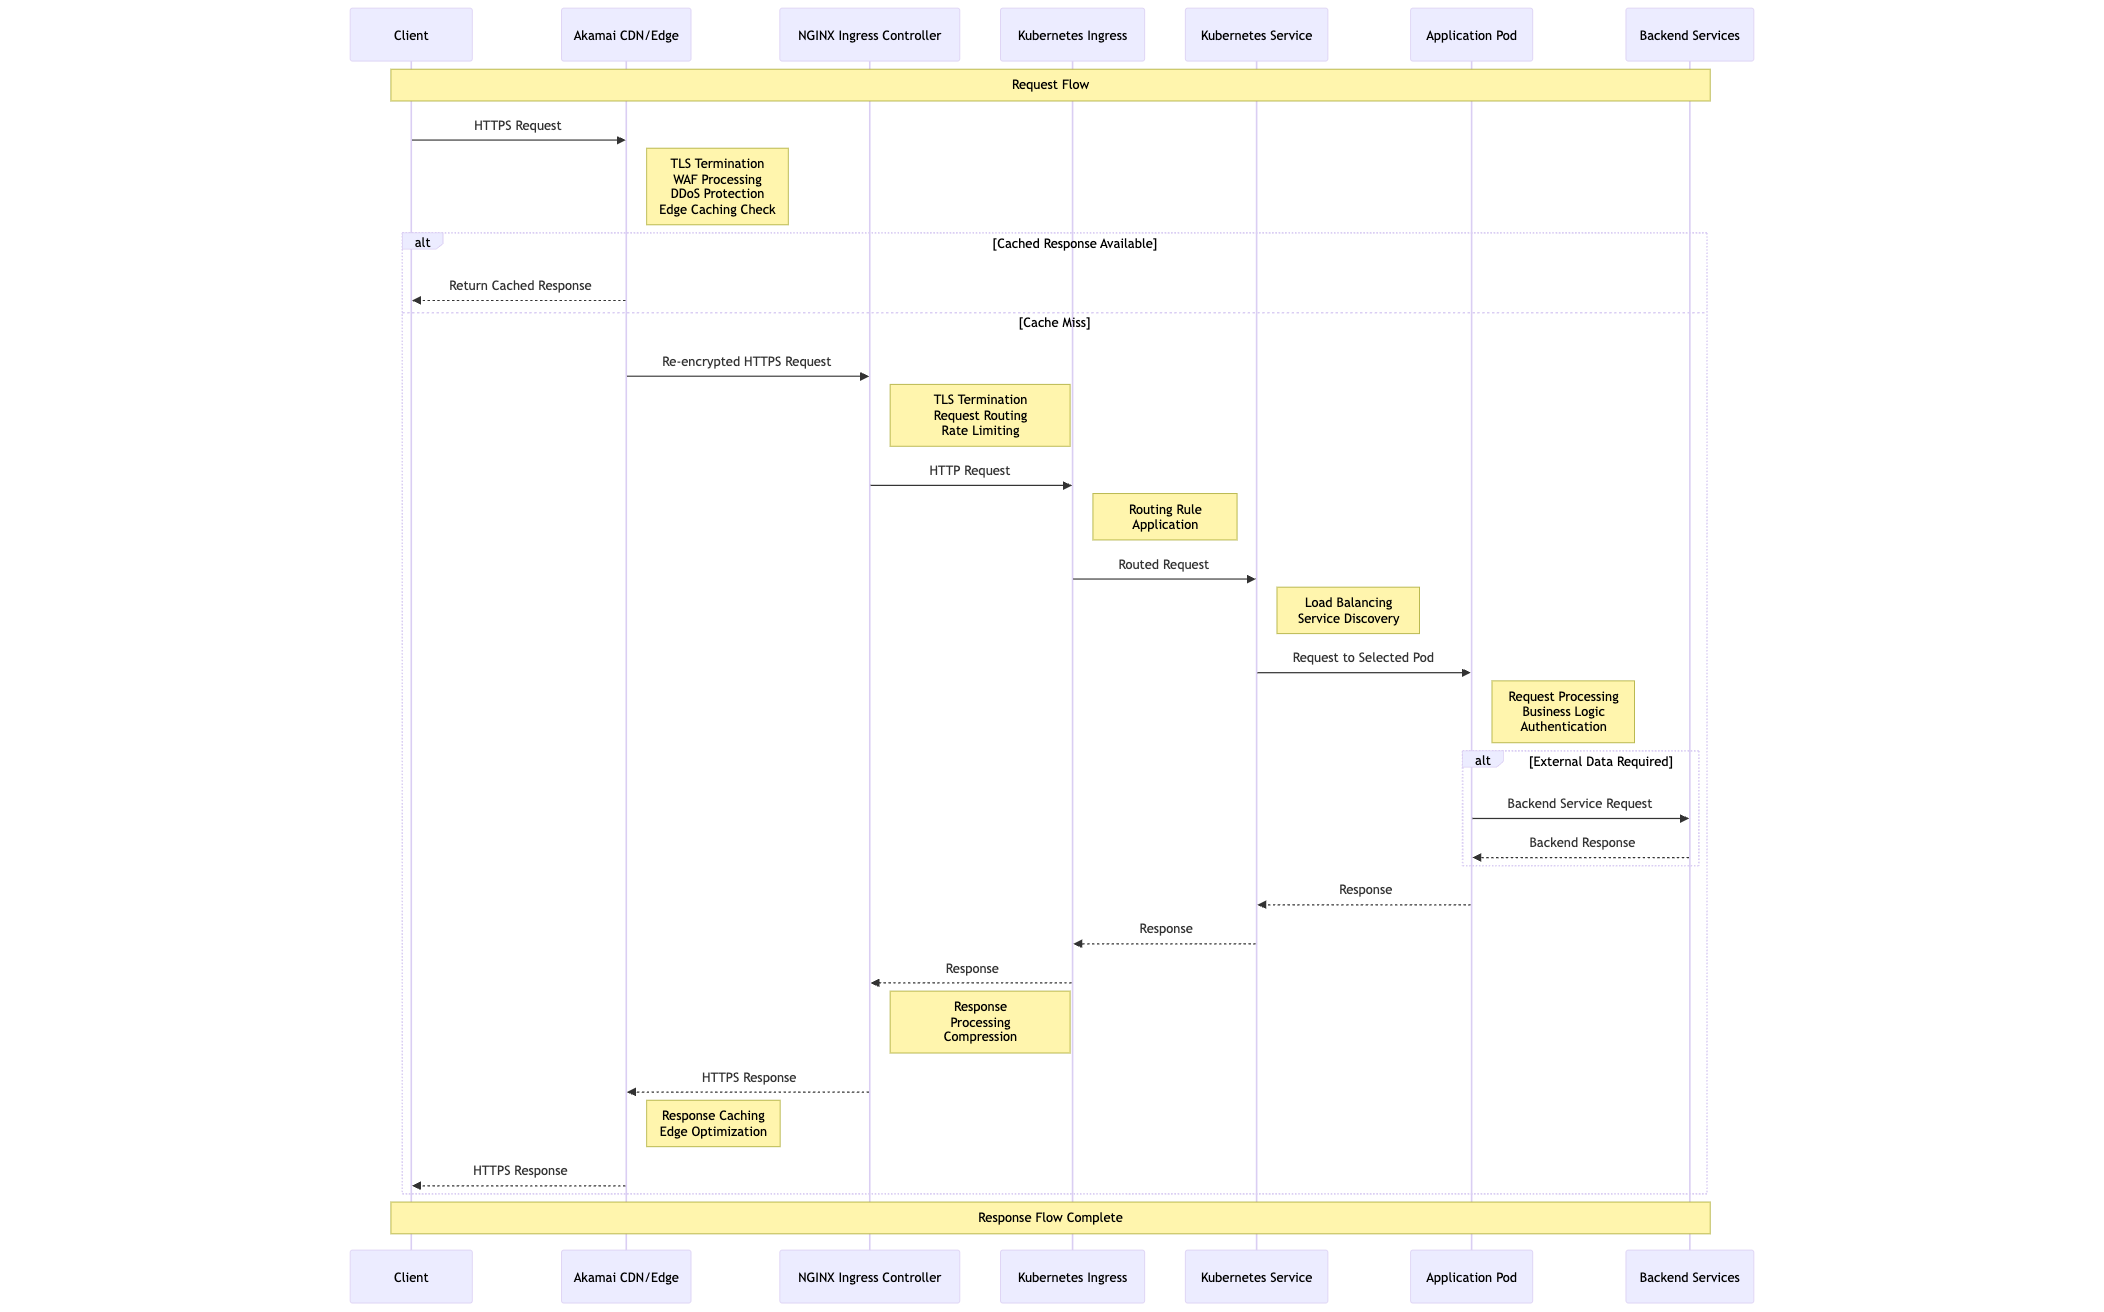 Client
Akamai CDN/Edge
NGINX Ingress Controller
Kubernetes Ingress
Kubernetes Service
Application Pod
Backend Services
Request Flow
HTTPS Request
TLS Termination
WAF Processing
DDoS Protection
Edge Caching Check
alt
[Cached Response Available]
Return Cached Response
[Cache Miss]
Re-encrypted HTTPS Request
TLS Termination
Request Routing
Rate Limiting
HTTP Request
Routing Rule
Application
Routed Request
Load Balancing
Service Discovery
Request to Selected Pod
Request Processing
Business Logic
Authentication
alt
[External Data Required]
Backend Service Request
Backend Response
Response
Response
Response
Response
Processing
Compression
HTTPS Response
Response Caching
Edge Optimization
HTTPS Response
Response Flow Complete
Client
Akamai CDN/Edge
NGINX Ingress Controller
Kubernetes Ingress
Kubernetes Service
Application Pod
Backend Services